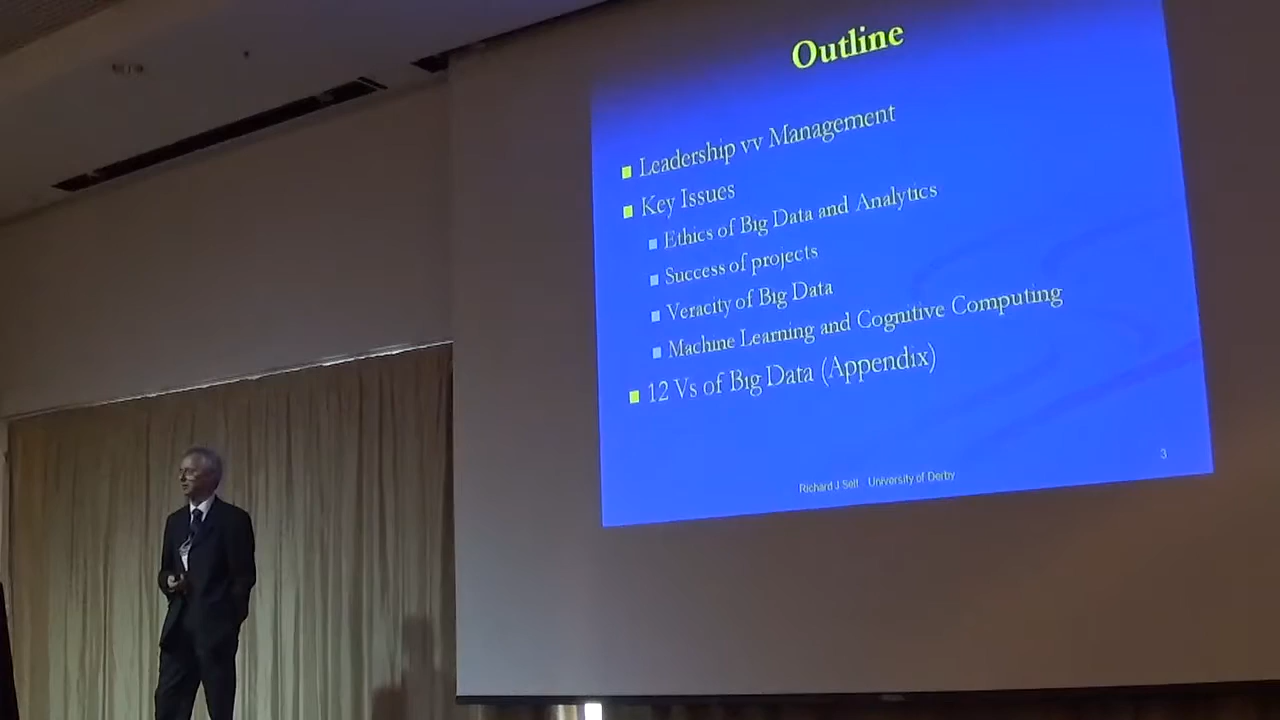 Outline
Leadership vv Management
Key Issues
Ethics of Big Data and Analytics
Success of projects
Veracity of Big Data
Machine Learning and Cognitive Computing
12 Vs of Big Data (Appendix)
Richard J Self - University of Derby
3